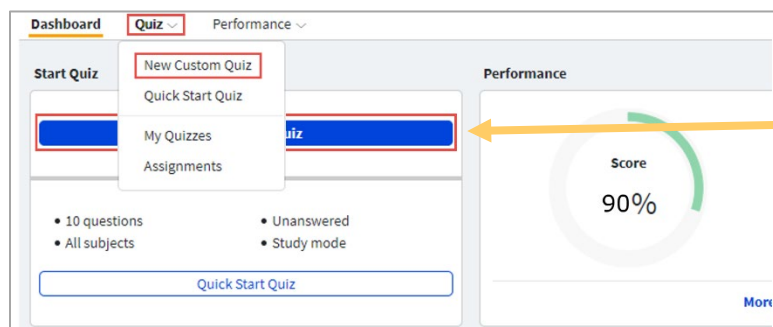 Dashboard Quiz Performance
New Custom Quiz
Start Quiz
Performance
Quick Start Quiz
My Quizzes
Assignments
Score
90%
• 10 questions • Unanswered
• All subjects • Study mode
Quick Start Quiz
More